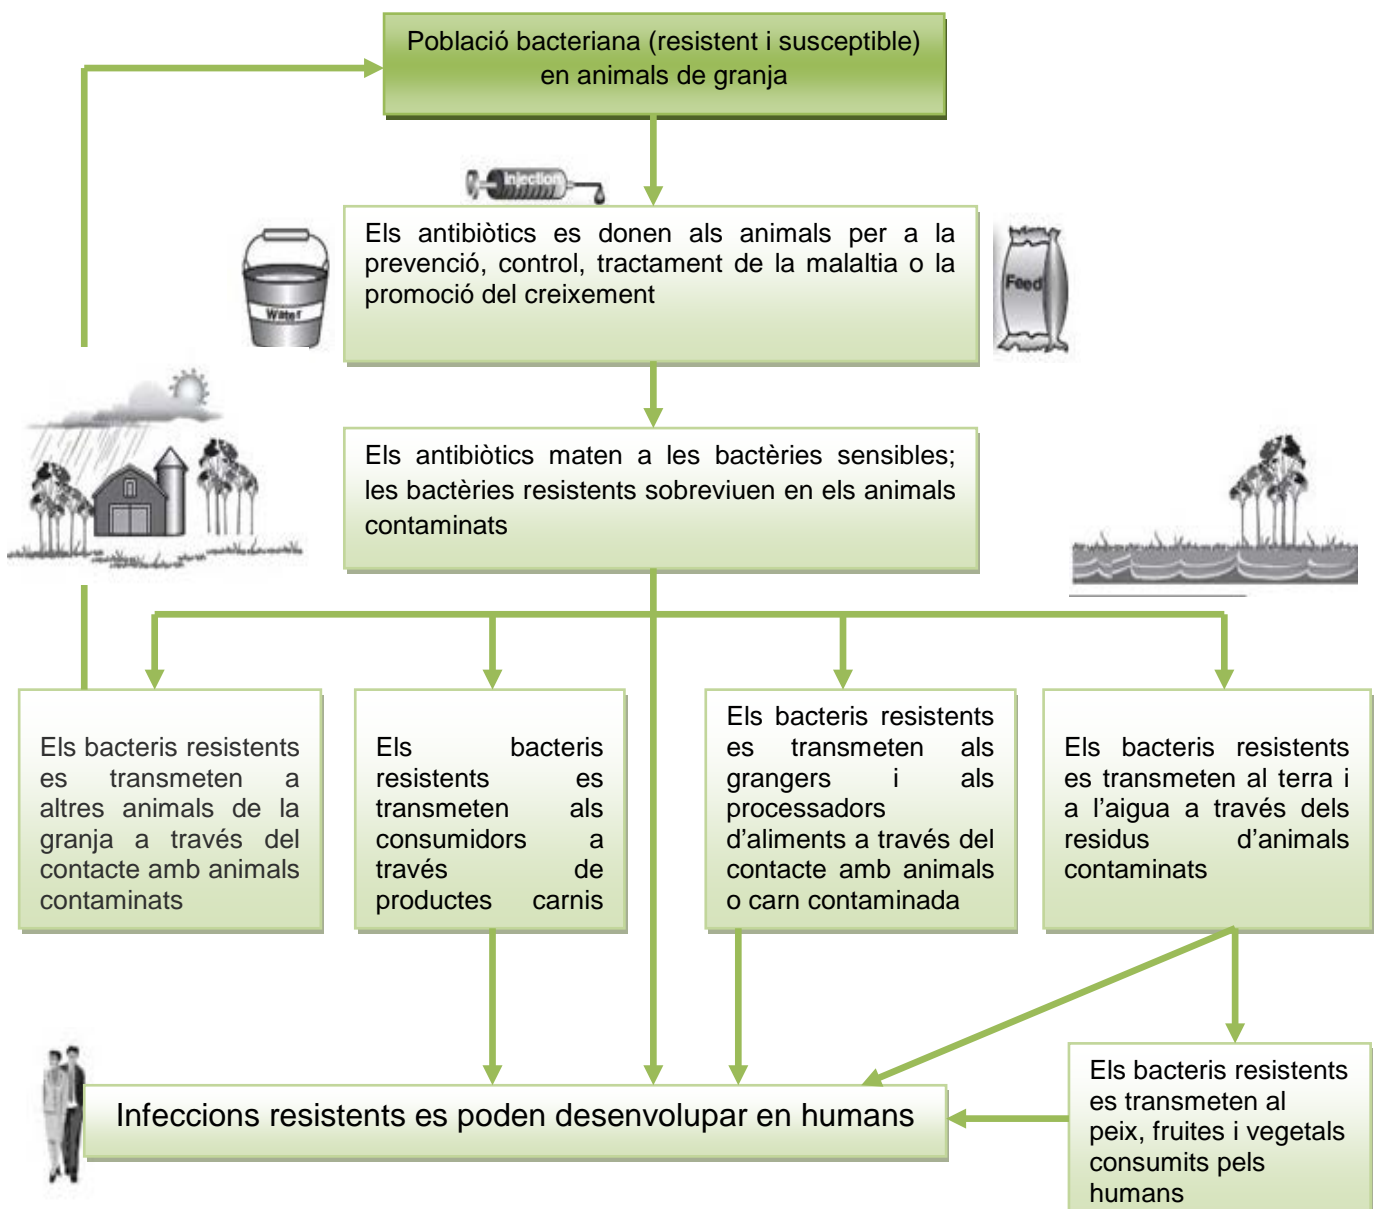 Població bacteriana (resistent i susceptible)
en animals de granja
Injection
Els antibiòtics es donen als animals per a la
prevenció, control, tractament de la malaltia o la
promoció del creixement
Water
Feed
Els antibiòtics maten a les bactèries sensibles;
les bactèries resistents sobreviuen en els animals
contaminats
Els bacteris resistents
es transmeten a
altres animals de la
granja a través del
contacte amb animals
contaminats
Els bacteris
resistents es
transmeten als
consumidors a
través de
productes carnis
Els bacteris resistents
es transmeten als
grangers i als
processadors
d’aliments a través del
contacte amb animals
o carn contaminada
Els bacteris resistents
es transmeten al terra i
a l’aigua a través dels
residus d’animals
contaminats
Infeccions resistents es poden desenvolupar en humans
Els bacteris resistents
es transmeten al
peix, fruites i vegetals
consumits pels
humans